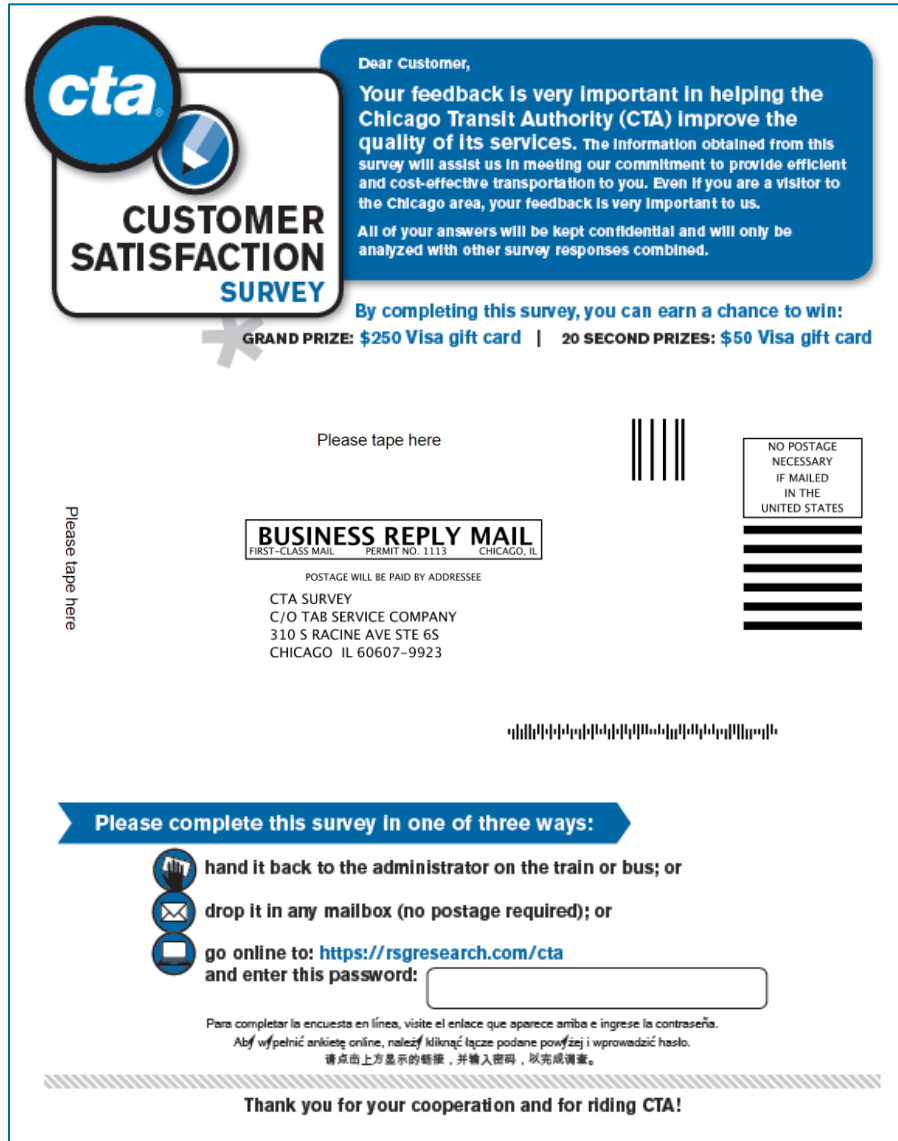 cta®
CUSTOMER
SATISFACTION
SURVEY
Dear Customer,
Your feedback is very important in helping the
Chicago Transit Authority (CTA) improve the
quality of its services. The information obtained from this
survey will assist us in meeting our commitment to provide efficient
and cost-effective transportation to you. Even if you are a visitor to
the Chicago area, your feedback is very important to us.
All of your answers will be kept confidential and will only be
analyzed with other survey responses combined.
By completing this survey, you can earn a chance to win:
GRAND PRIZE: $250 Visa gift card | 20 SECOND PRIZES: $50 Visa gift card
Please tape here
NO POSTAGE
NECESSARY
IF MAILED
IN THE
UNITED STATES
Please tape here
BUSINESS REPLY MAIL
FIRST-CLASS MAIL PERMIT NO. 1113 CHICAGO, IL
POSTAGE WILL BE PAID BY ADDRESSEE
CTA SURVEY
C/O TAB SERVICE COMPANY
310 S RACINE AVE STE 6S
CHICAGO IL 60607-9923
Please complete this survey in one of three ways:
hand it back to the administrator on the train or bus; or
drop it in any mailbox (no postage required); or
go online to: https://rsgresearch.com/cta
and enter this password:
Para completar la encuesta en línea, visite el enlace que aparece arriba e ingrese la contraseña.
Abƒ wƒpełnić ankietę online, należƒ kliknąć łącze podane powƒżej i wprowadzić hasło.
请点击上方显示的链接，并输入密码，以完成调查。
Thank you for your cooperation and for riding CTA!